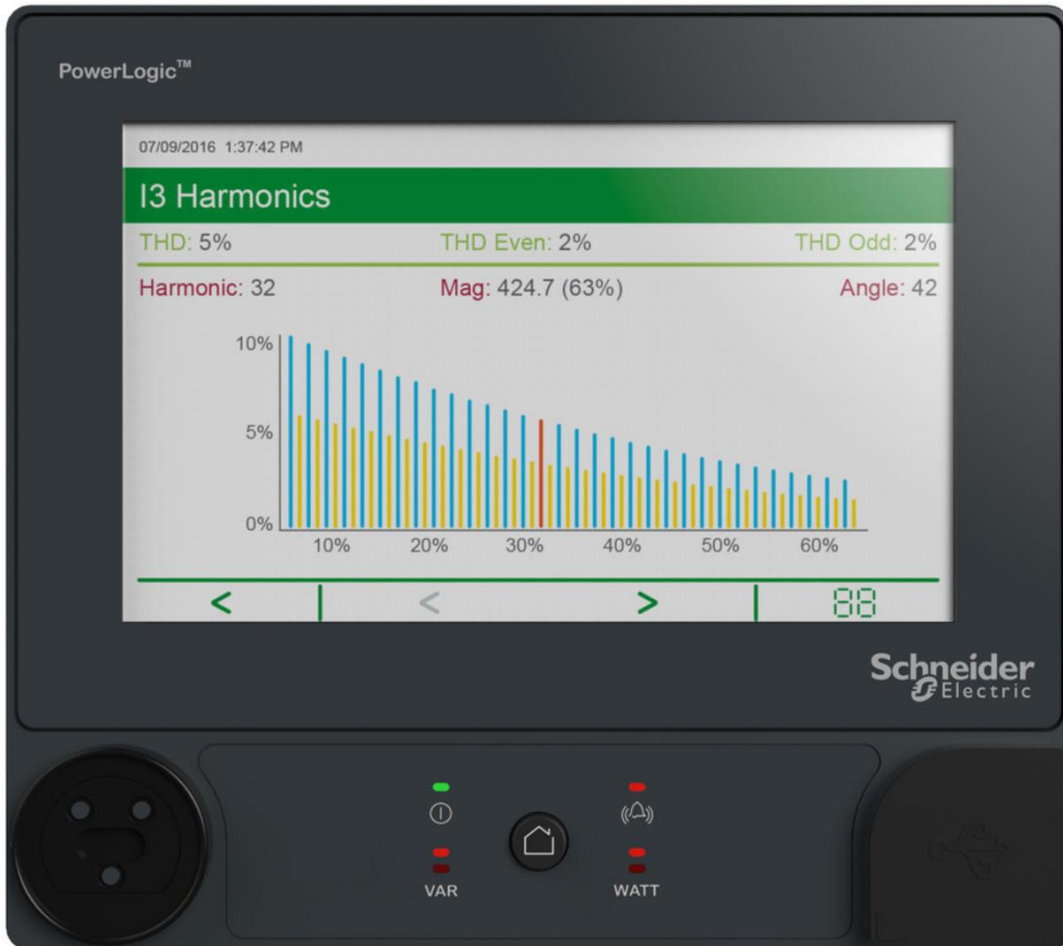 PowerLogic™
07/09/2016 1:37:42 PM
I3 Harmonics
THD: 5% THD Even: 2% THD Odd: 2%
Harmonic: 32 Mag: 424.7 (63%) Angle: 42
10%
5%
0%
10% 20% 30% 40% 50% 60%
< < > 88
Schneider
Electric
VAR WATT